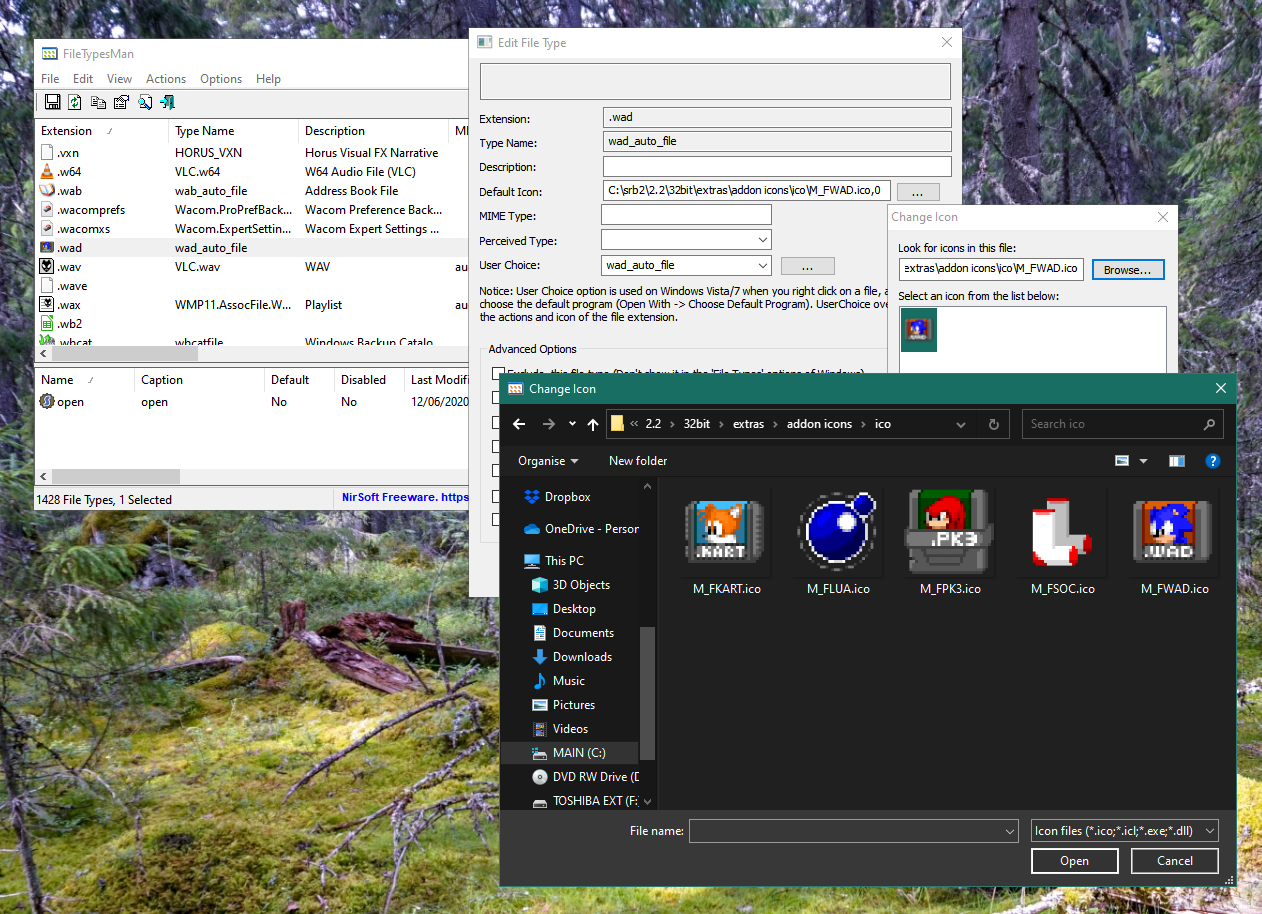 FileTypesMan
File Edit View Actions Options Help
Extension Type Name Description MI
.vxn HORUS_VXN Horus Visual FX Narrative
.w64 VLC.w64 W64 Audio File (VLC)
.wab wab_auto_file Address Book File
.wacomprefs Wacom.ProPrefBack... Wacom Preference Back...
.wacomxs Wacom.ExpertSettin... Wacom Expert Settings ...
.wad wad_auto_file
.wav VLC.wav WAV au
.wave
.wax WMP11.AssocFile.W... Playlist au
.wb2
.wbcat wbcatfile Windows Backup Catalo
Name Caption Default Disabled Last Modifi
open open No No 12/06/2020
1428 File Types, 1 Selected NirSoft Freeware. https
Edit File Type
Extension: .wad
Type Name: wad_auto_file
Description:
Default Icon: C:\srb2\2.2\32bit\extras\addon icons\ico\M_FWAD.ico,0 ...
MIME Type:
Perceived Type:
User Choice: wad_auto_file ...
Notice: User Choice option is used on Windows Vista/7 when you right click on a file, a
choose the default program (Open With -> Choose Default Program). UserChoice ove
the actions and icon of the file extension.
Advanced Options
Exclude this file type (Don't show it in the 'File Types' options of Windows)
Change Icon
Look for icons in this file:
extras\addon icons\ico\M_FWAD.ico Browse...
Select an icon from the list below:
Change Icon
« 2.2 › 32bit › extras › addon icons › ico Search ico
Organise New folder
Dropbox
OneDrive - Person
This PC
3D Objects
Desktop
Documents
Downloads
Music
Pictures
Videos
MAIN (C:)
DVD RW Drive (D
TOSHIBA EXT (F:
.KART .PK3 .WAD
M_FKART.ico M_FLUA.ico M_FPK3.ico M_FSOC.ico M_FWAD.ico
File name: Icon files (*.ico;*.icl;*.exe;*.dll)
Open Cancel